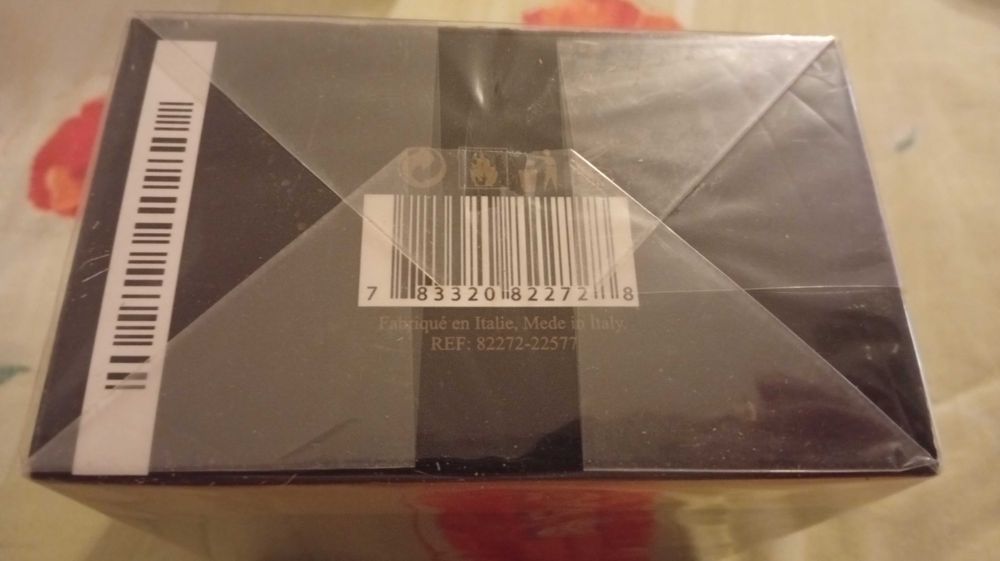 7 83320 82272 8
Fabriqué en Italie, Mede in Italy.
REF: 82272-22577